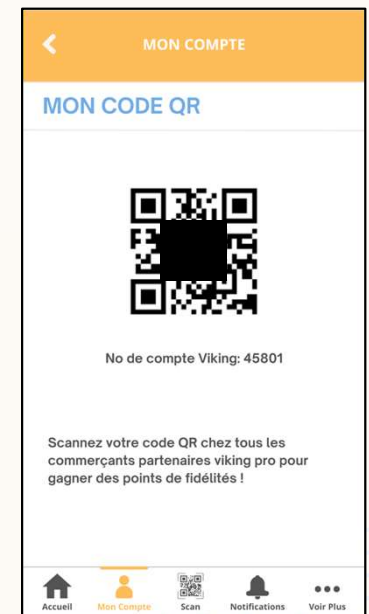 MON COMPTE
MON CODE QR
No de compte Viking: 45801
Scannez votre code QR chez tous les
commerçants partenaires viking pro pour
gagner des points de fidélités !
Accueil Mon Compte Scan Notifications Voir Plus